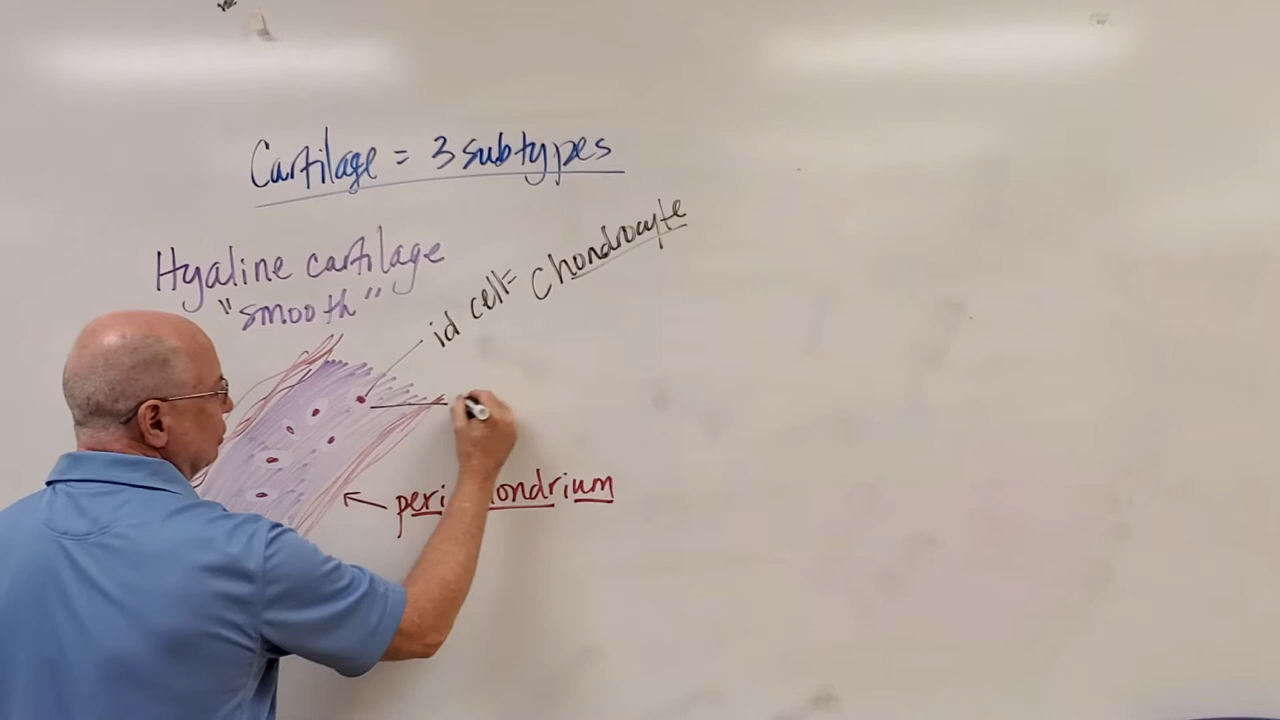 Cartilage = 3 subtypes
Hyaline cartilage
"smooth"
id cell= chondrocyte
perichondrium